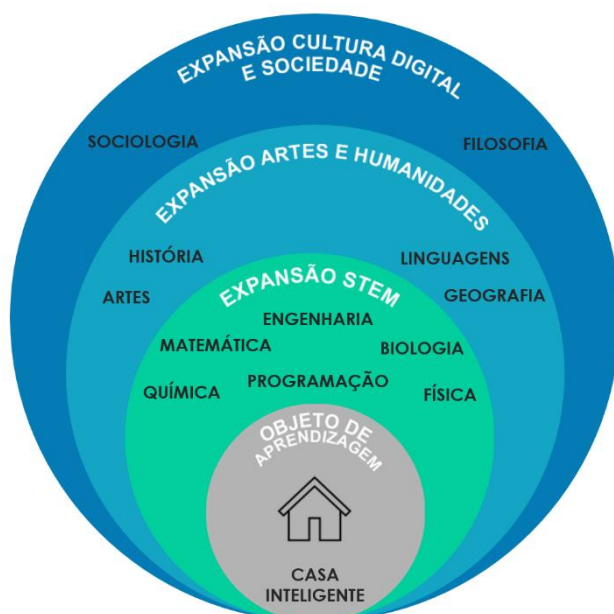 EXPANSÃO CULTURA DIGITAL
E SOCIEDADE
SOCIOLOGIA
FILOSOFIA
EXPANSÃO ARTES E HUMANIDADES
HISTÓRIA
LINGUAGENS
ARTES
GEOGRAFIA
EXPANSÃO STEM
ENGENHARIA
MATEMÁTICA
BIOLOGIA
QUÍMICA
PROGRAMAÇÃO
FÍSICA
OBJETO DE
APRENDIZAGEM
CASA
INTELIGENTE